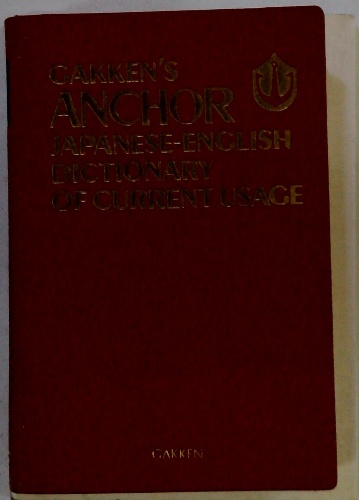 GAKKEN'S
ANCHOR
JAPANESE-ENGLISH
DICTIONARY
OF CURRENT USAGE
GAKKEN